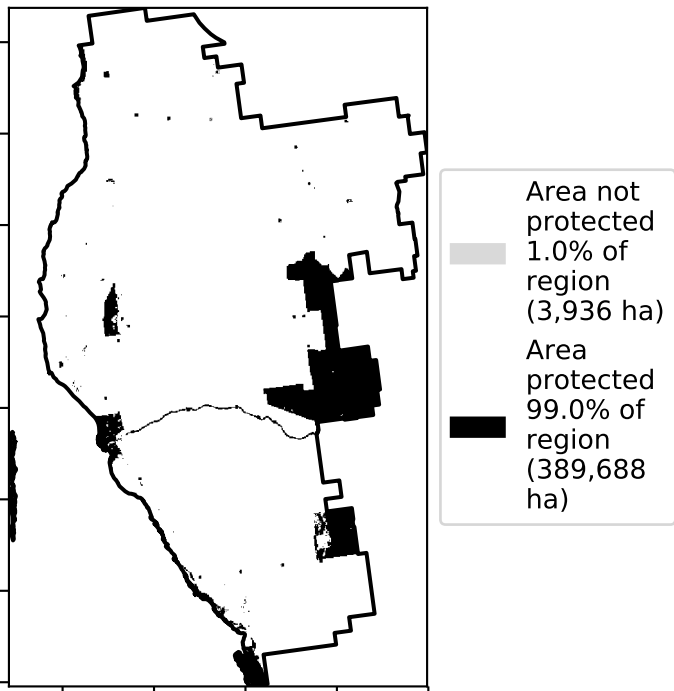 Area not
protected
1.0% of
region
(3,936 ha)
Area
protected
99.0% of
region
(389,688
ha)